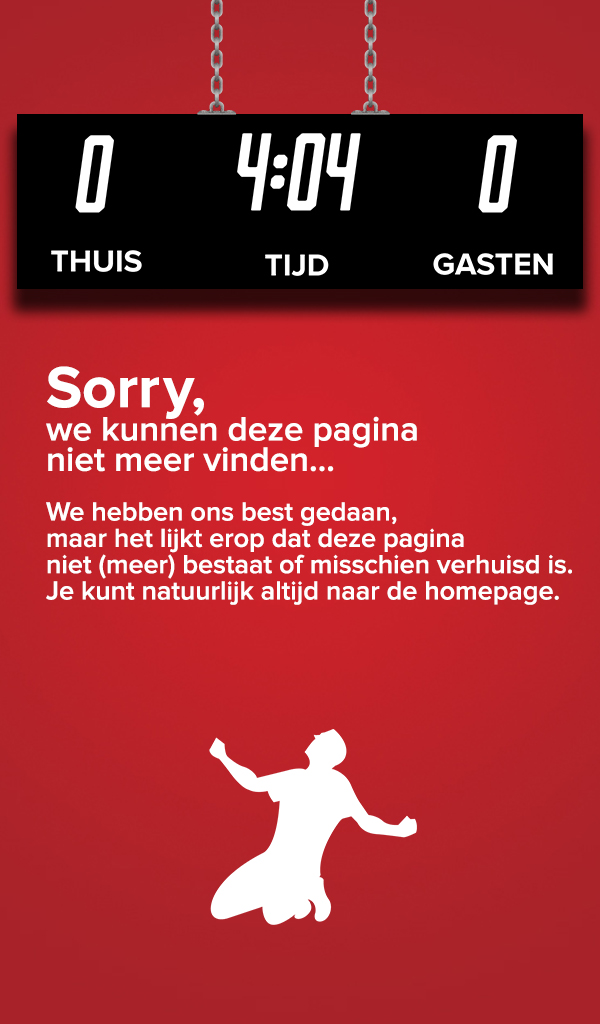 0 4:04 0
THUIS TIJD GASTEN
Sorry,
we kunnen deze pagina
niet meer vinden...
We hebben ons best gedaan,
maar het lijkt erop dat deze pagina
niet (meer) bestaat of misschien verhuisd is.
Je kunt natuurlijk altijd naar de homepage.